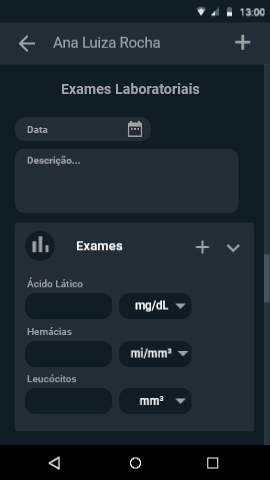 13:00
Ana Luiza Rocha
Exames Laboratoriais
Data
Descrição...
Exames
Ácido Lático
mg/dL
Hemácias
mi/mm³
Leucócitos
mm³